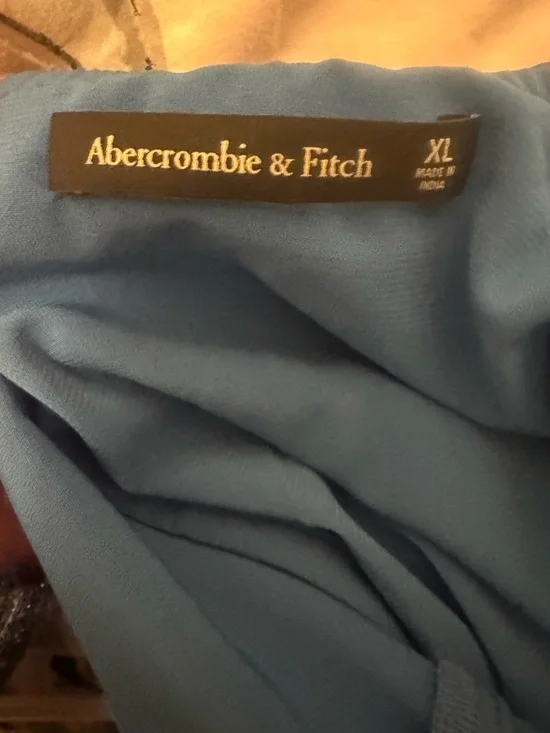 Abercrombie & Fitch
XL
MADE IN
INDIA